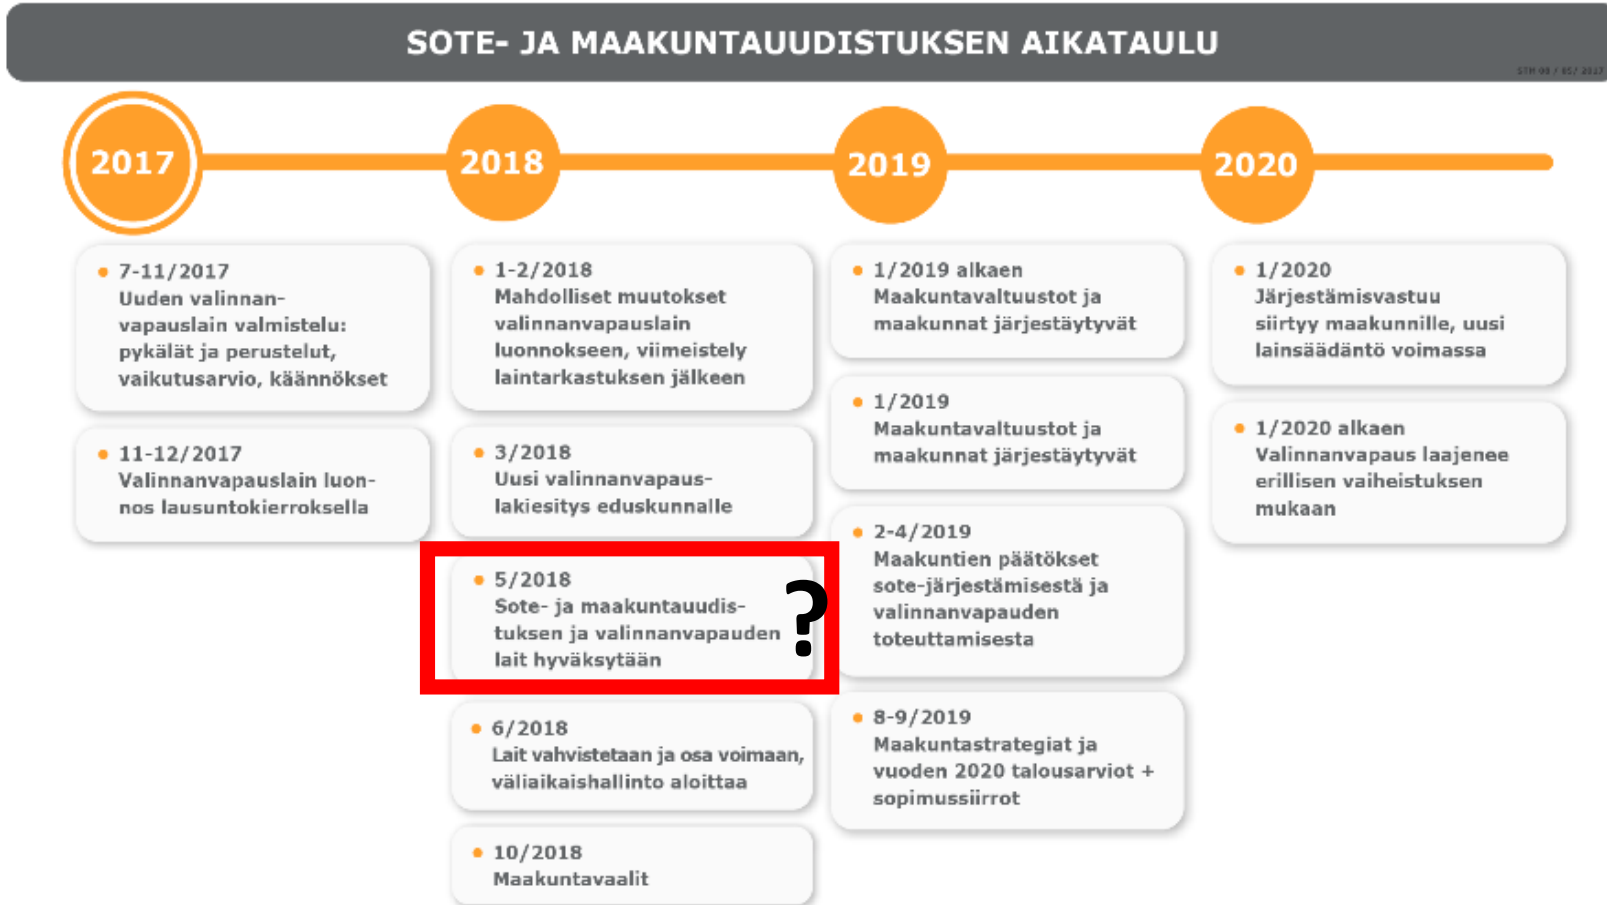 SOTE- JA MAAKUNTAUUDISTUKSEN AIKATAULU
2017
2018
2019
2020
7-11/2017
Uuden valinnan-
vapauslain valmistelu:
pykälät ja perustelut,
vaikutusarvio, käännökset
11-12/2017
Valinnanvapauslain luon-
nos lausuntokierroksella
1-2/2018
Mahdolliset muutokset
valinnanvapauslain
luonnokseen, viimeistely
laintarkastuksen jälkeen
3/2018
Uusi valinnanvapaus-
lakiesitys eduskunnalle
5/2018
Sote- ja maakuntauudis-
tuksen ja valinnanvapauden
lait hyväksytään
?
6/2018
Lait vahvistetaan ja osa voimaan,
väliaikaishallinto aloittaa
10/2018
Maakuntavaalit
1/2019 alkaen
Maakuntavaltuustot ja
maakunnat järjestäytyvät
1/2019
Maakuntavaltuustot ja
maakunnat järjestäytyvät
2-4/2019
Maakuntien päätökset
sote-järjestämisestä ja
valinnanvapauden
toteuttamisesta
8-9/2019
Maakuntastrategiat ja
vuoden 2020 talousarviot +
sopimussiirrot
1/2020
Järjestämisvastuu
siirtyy maakunnille, uusi
lainsäädäntö voimassa
1/2020 alkaen
Valinnanvapaus laajenee
erillisen vaiheistuksen
mukaan